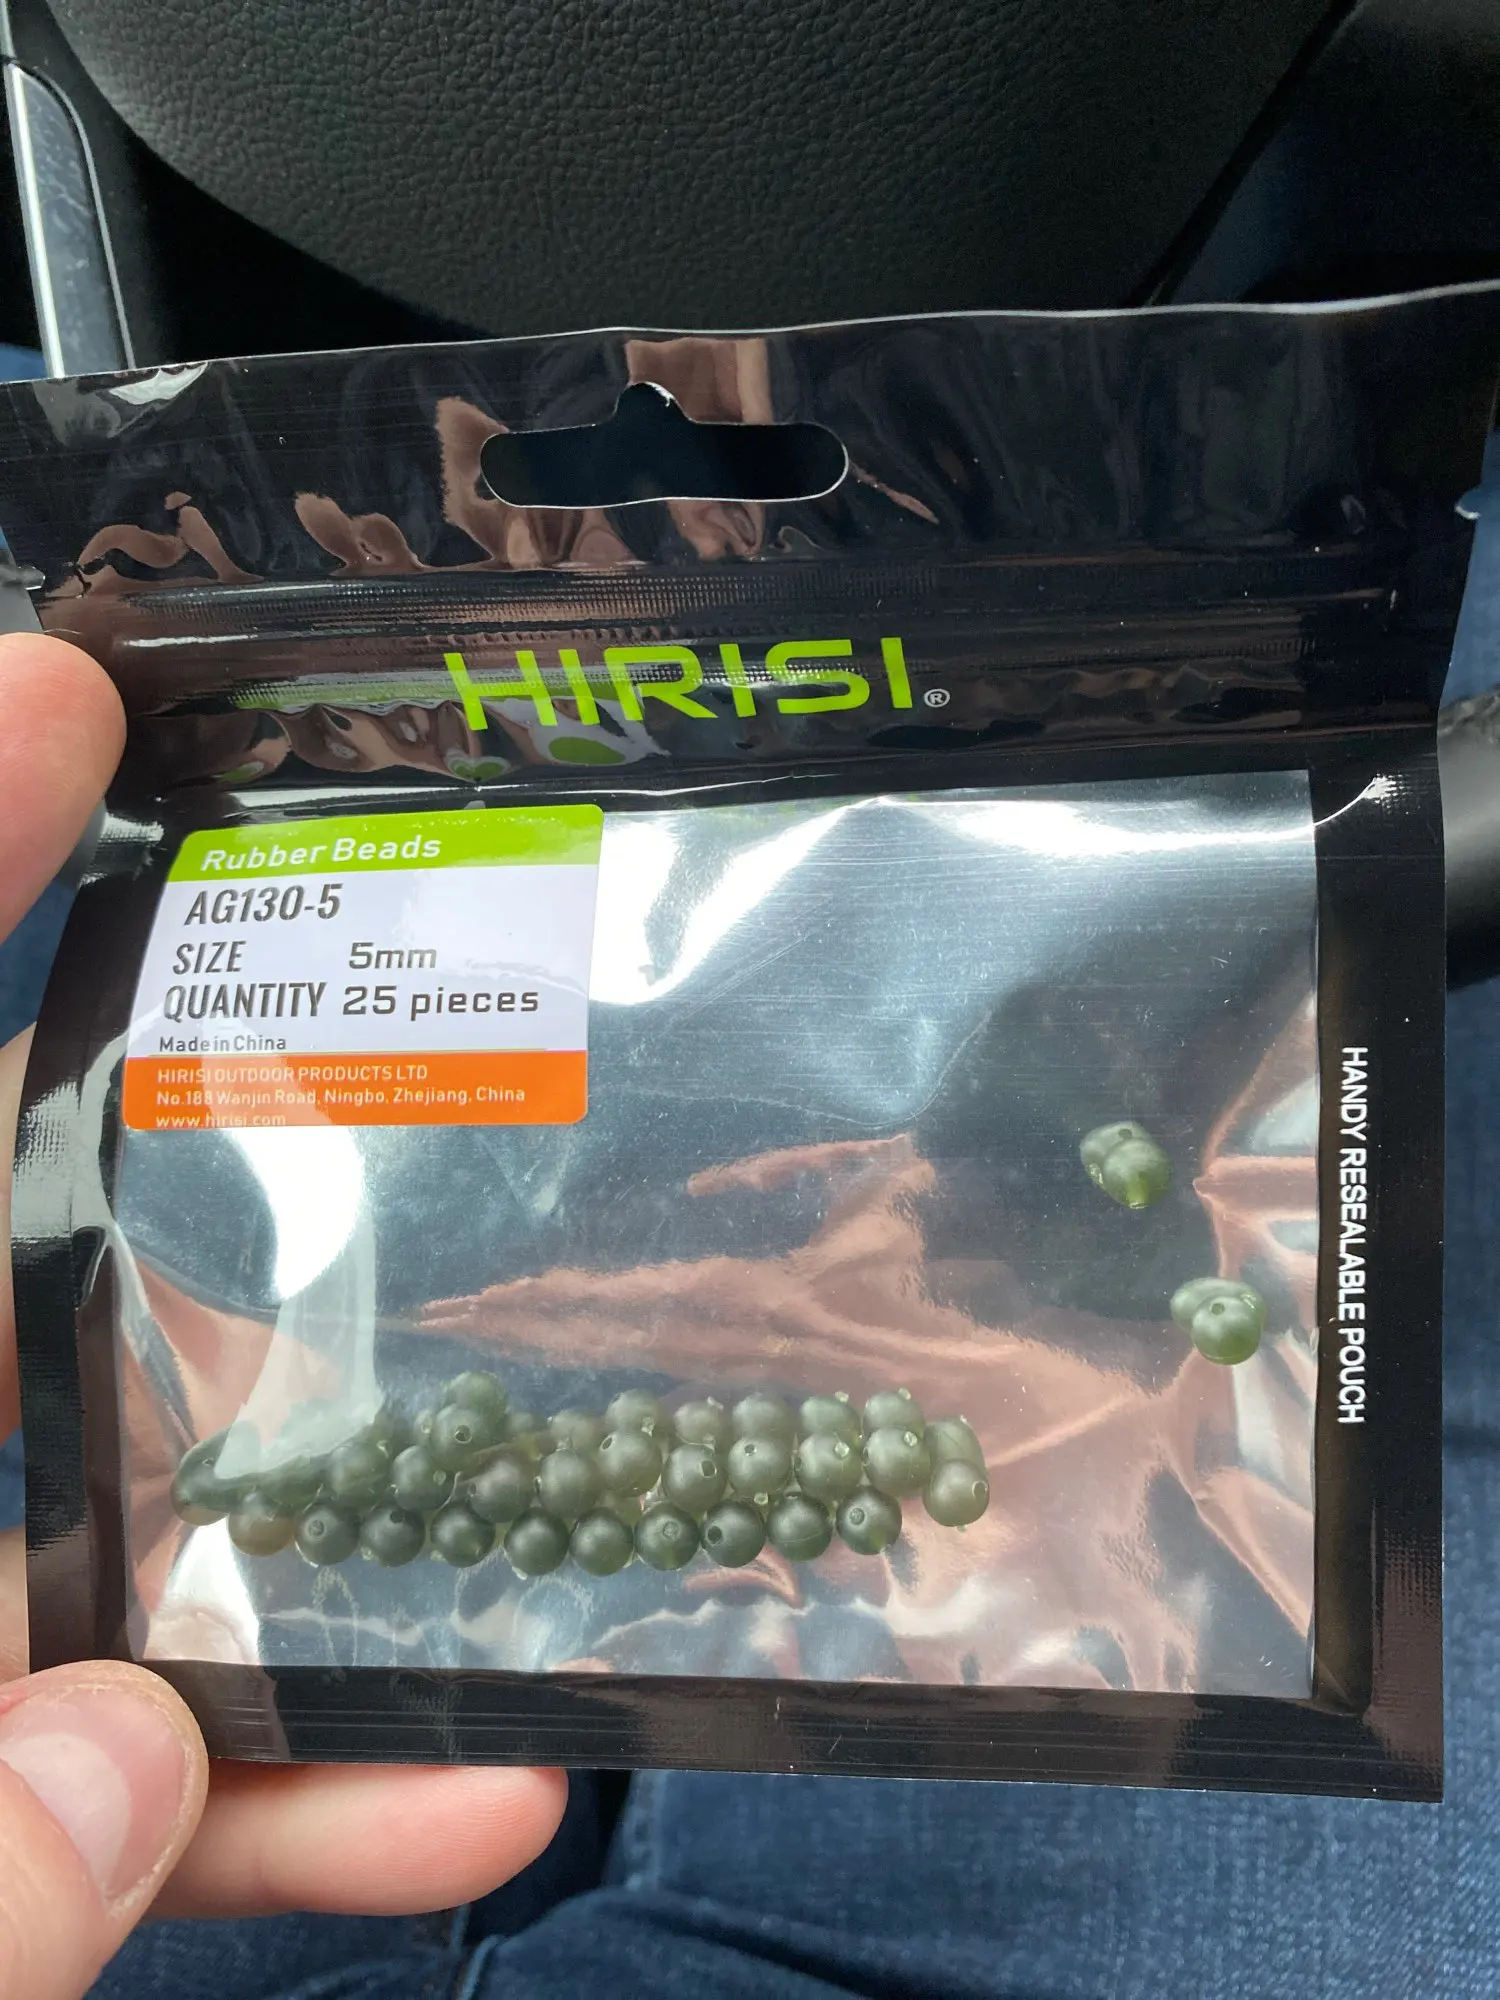 HIRISI®
Rubber Beads
AG130-5
SIZE 5mm
QUANTITY 25 pieces
Made in China
HIRISI OUTDOOR PRODUCTS LTD
No.188 Wanjin Road, Ningbo, Zhejiang, China
www.hirisi.com
HANDY RESEALABLE POUCH